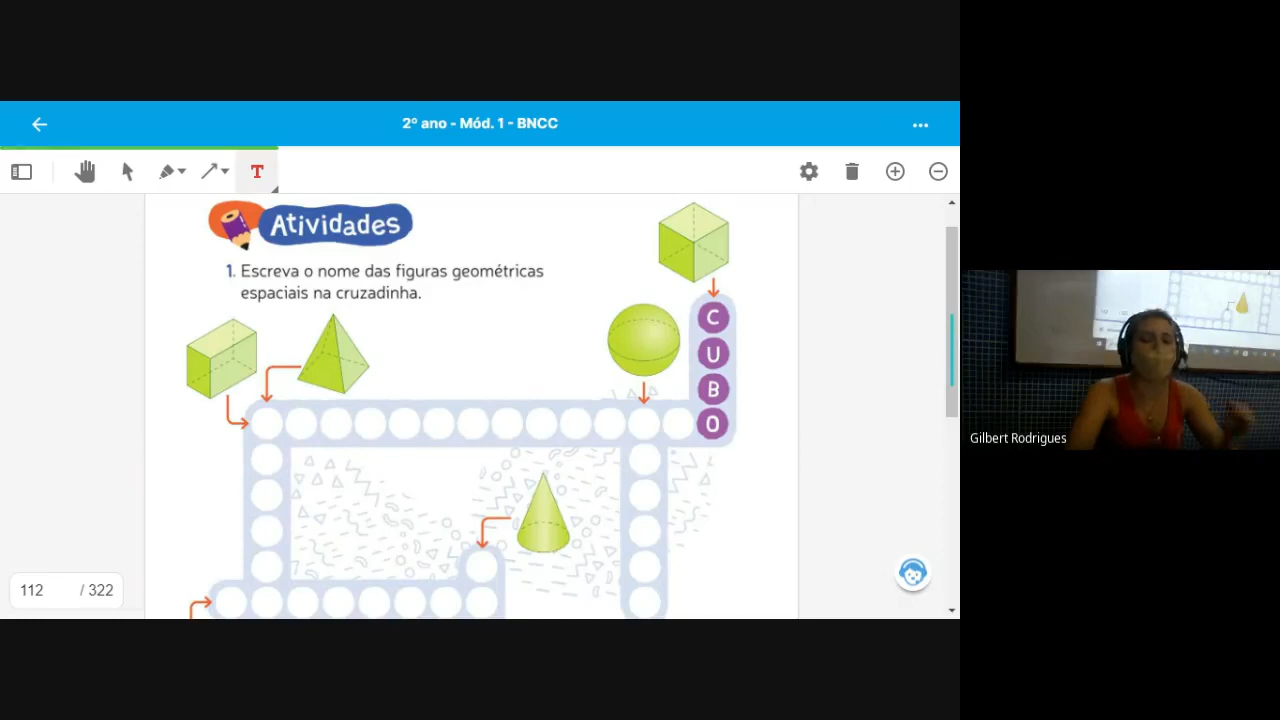 2º ano - Mód. 1 - BNCC
T
Atividades
1. Escreva o nome das figuras geométricas
espaciais na cruzadinha.
C
U
B
O
112 / 322
Gilbert Rodrigues